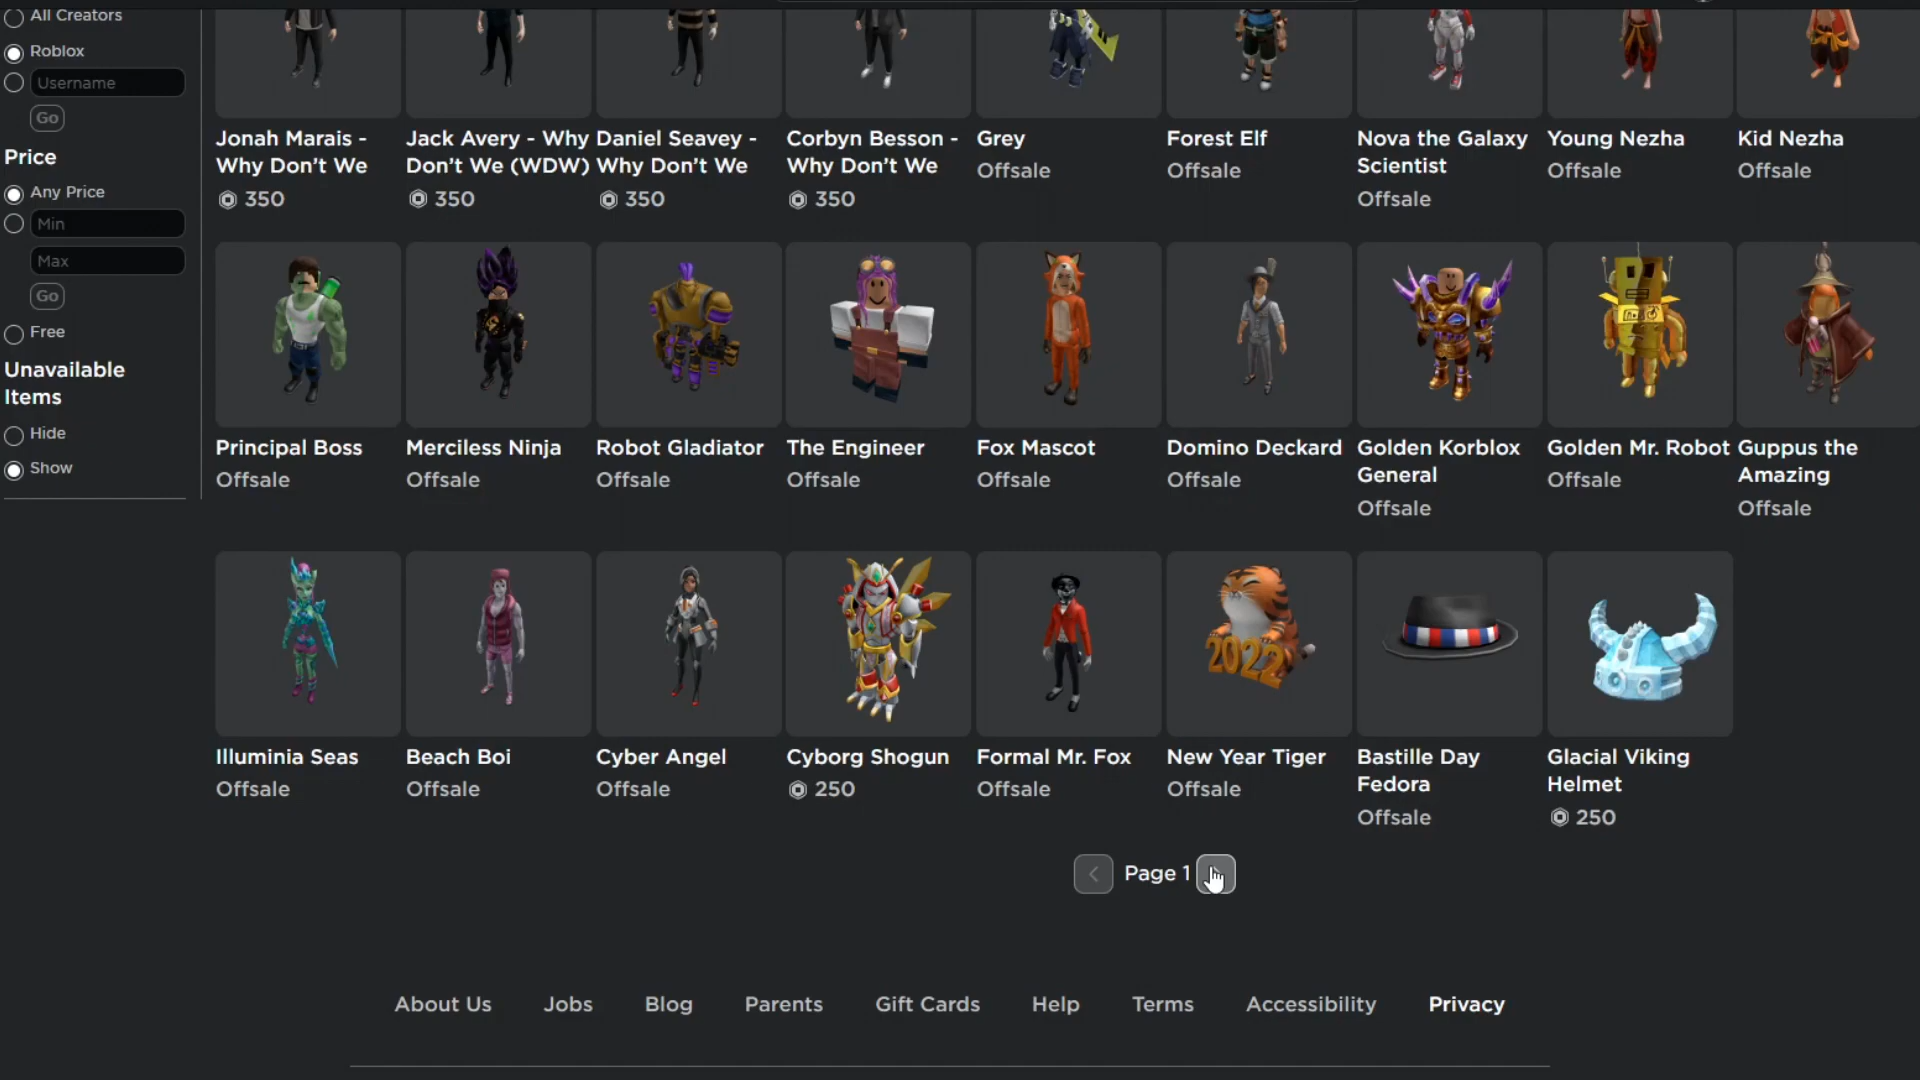 All Creators
Roblox
Username
Go
Price
Any Price
Min
Max
Go
Free
Unavailable
Items
Hide
Show
Jonah Marais -
Why Don't We
350
Jack Avery - Why
Don't We (WDW)
350
Daniel Seavey -
Why Don't We
350
Corbyn Besson -
Why Don't We
350
Grey
Offsale
Forest Elf
Offsale
Nova the Galaxy
Scientist
Offsale
Young Nezha
Offsale
Kid Nezha
Offsale
Principal Boss
Offsale
Merciless Ninja
Offsale
Robot Gladiator
Offsale
The Engineer
Offsale
Fox Mascot
Offsale
Domino Deckard
Offsale
Golden Korblox
General
Offsale
Golden Mr. Robot
Offsale
Guppus the
Amazing
Offsale
Illuminia Seas
Offsale
Beach Boi
Offsale
Cyber Angel
Offsale
Cyborg Shogun
250
Formal Mr. Fox
Offsale
2022
New Year Tiger
Offsale
Bastille Day
Fedora
Offsale
Glacial Viking
Helmet
250
Page 1
About Us
Jobs
Blog
Parents
Gift Cards
Help
Terms
Accessibility
Privacy